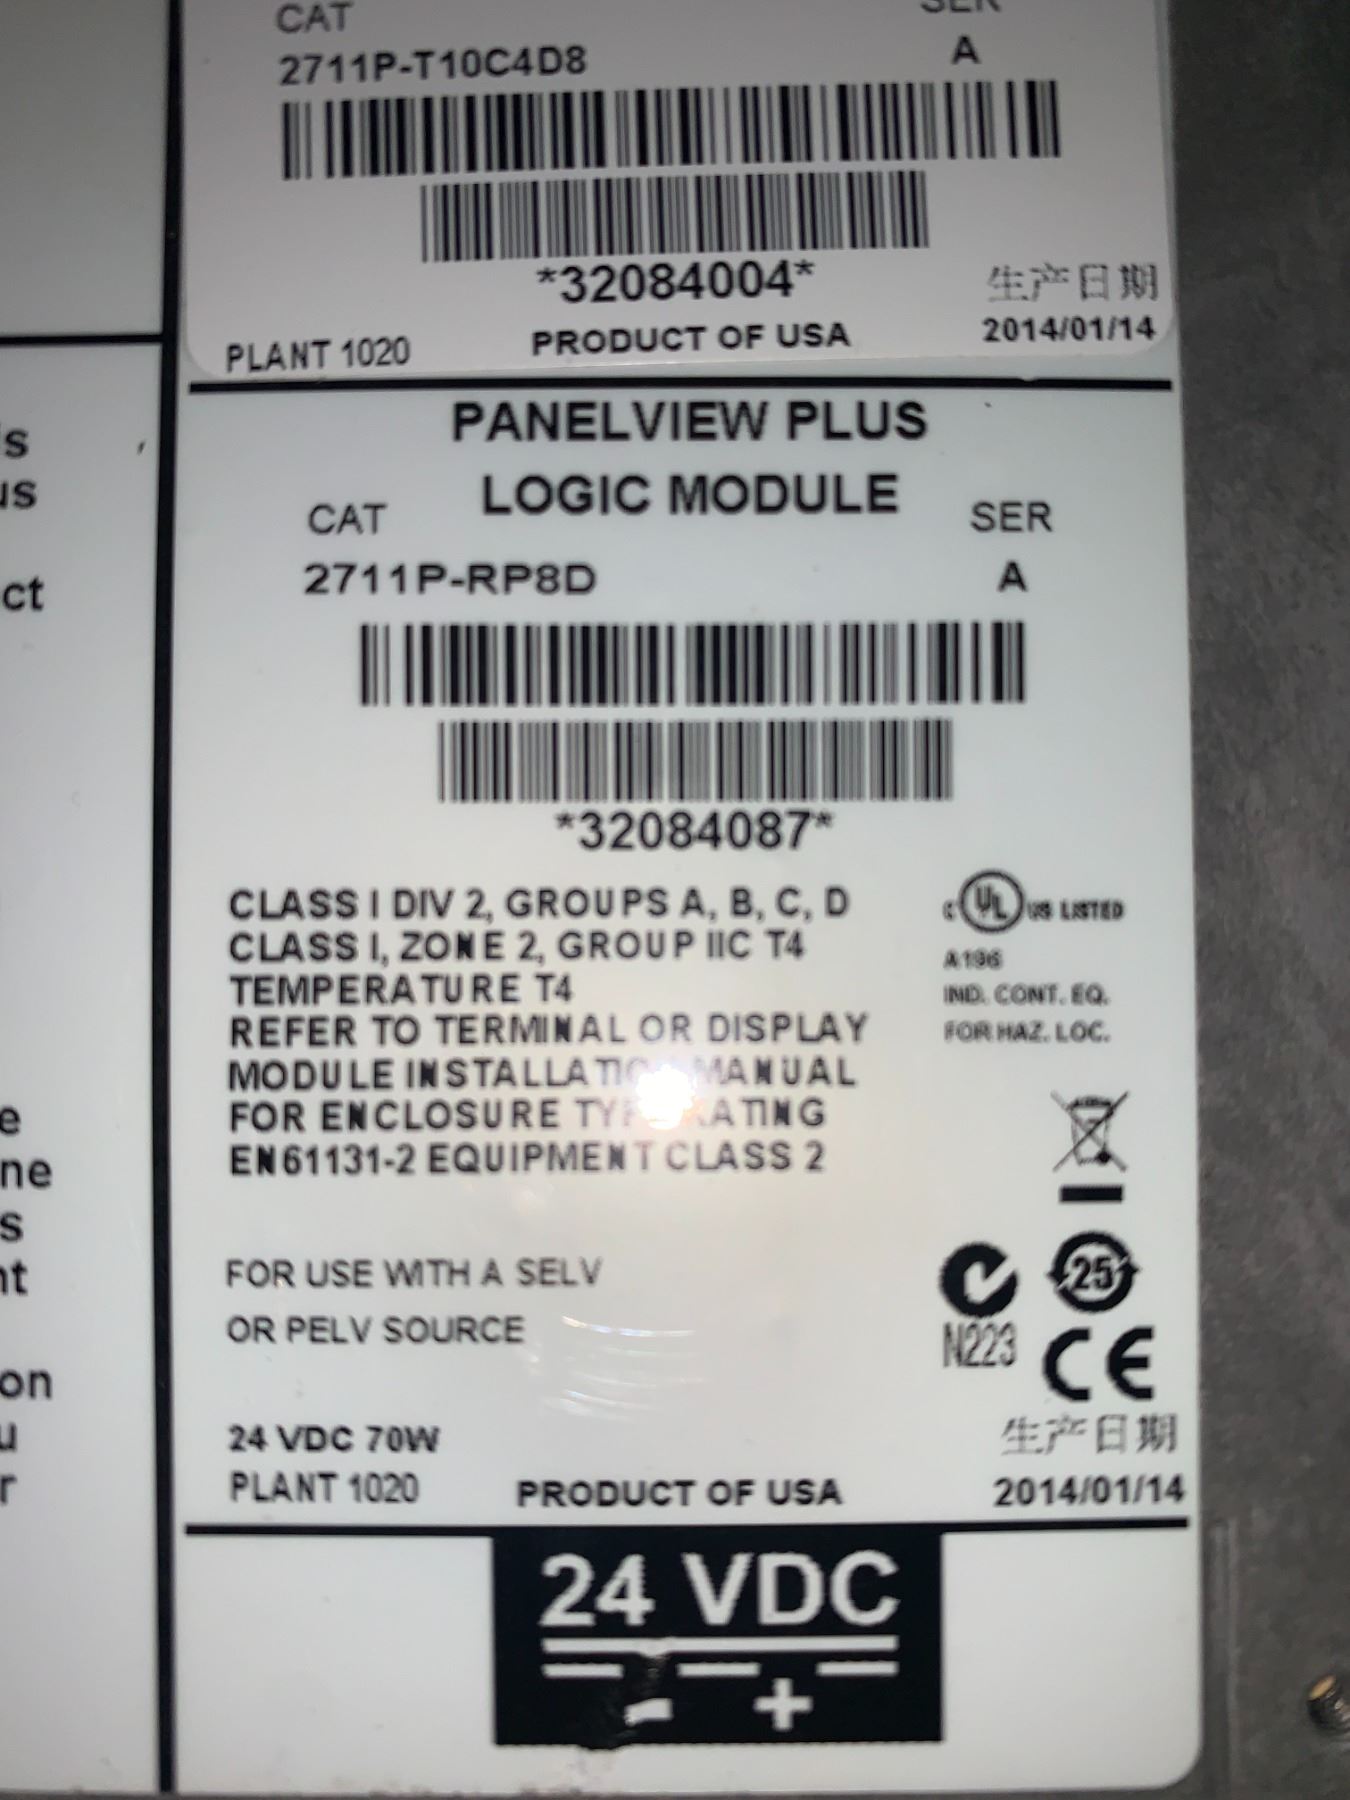 CAT
2711P-T10C4D8
A
*32084004*
生产日期
PLANT 1020
PRODUCT OF USA
2014/01/14
PANELVIEW PLUS
LOGIC MODULE
CAT
SER
2711P-RP8D
A
*32084087*
CLASS I DIV 2, GROUPS A, B, C, D
CLASS I, ZONE 2, GROUP IIC T4
TEMPERATURE T4
REFER TO TERMINAL OR DISPLAY
MODULE MANUAL
FOR ENCLOSURE
EN61131-2 EQUIPMENT CLASS 2
C UL US LISTED
A196
IND. CONT. EQ.
FOR HAZ. LOC.
FOR USE WITH A SELV
OR PELV SOURCE
25
N223
CE
24 VDC 70W
生产日期
PLANT 1020
PRODUCT OF USA
2014/01/14
24 VDC
- +